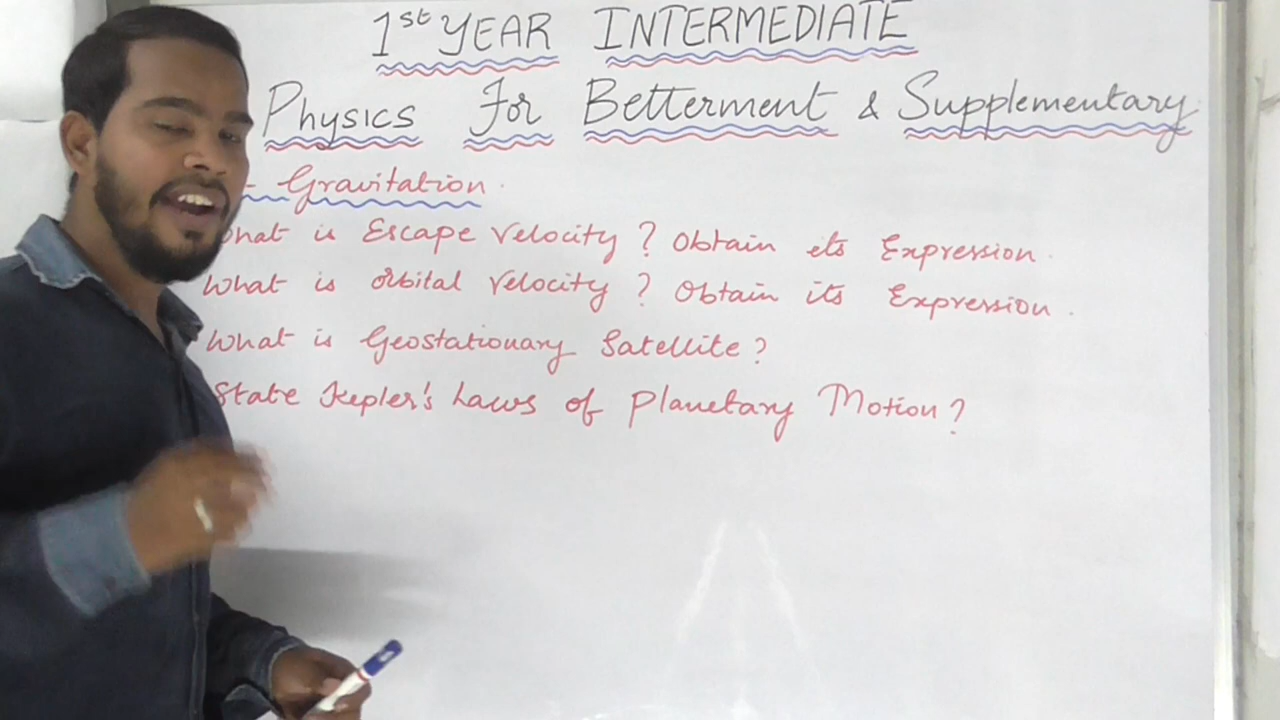 1st YEAR INTERMEDIATE
Physics For Betterment & Supplementary
- Gravitation.
What is Escape Velocity ? Obtain its Expression.
What is orbital Velocity ? Obtain its Expression.
What is Geostationary Satellite ?
State Kepler's Laws of Planetary Motion ?